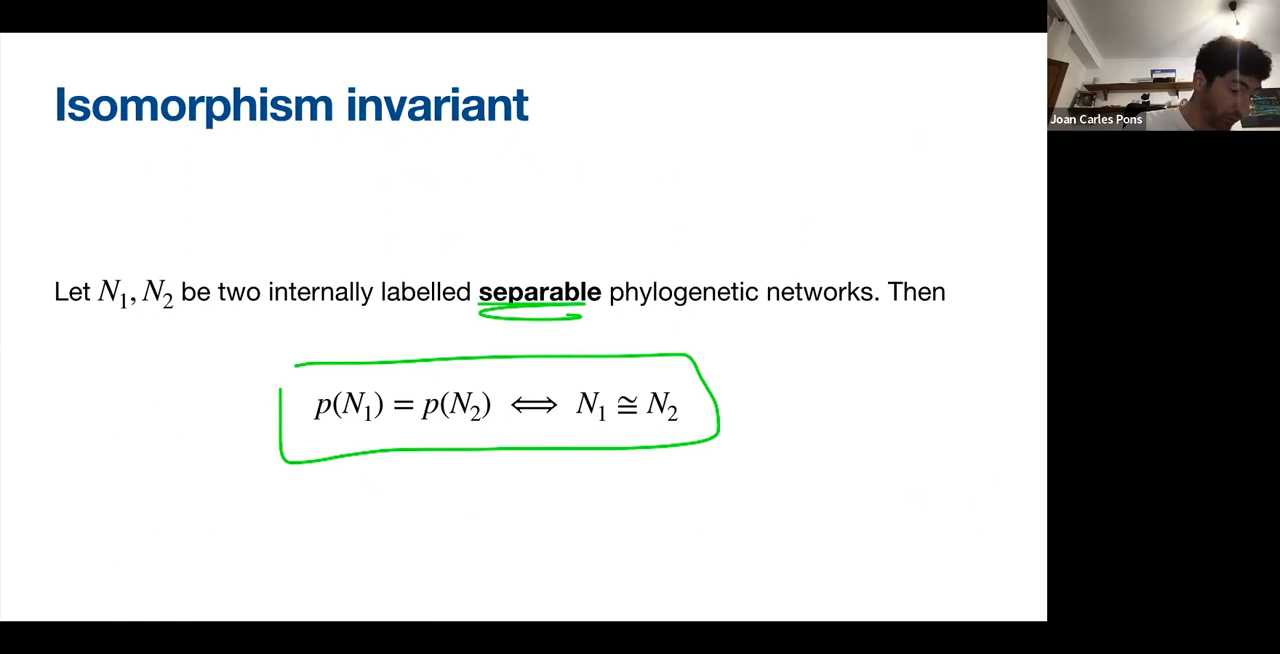 Isomorphism invariant
Joan Carles Pons
Let N₁, N₂ be two internally labelled separable phylogenetic networks. Then
p(N₁) = p(N₂) ⟺ N₁ ≅ N₂